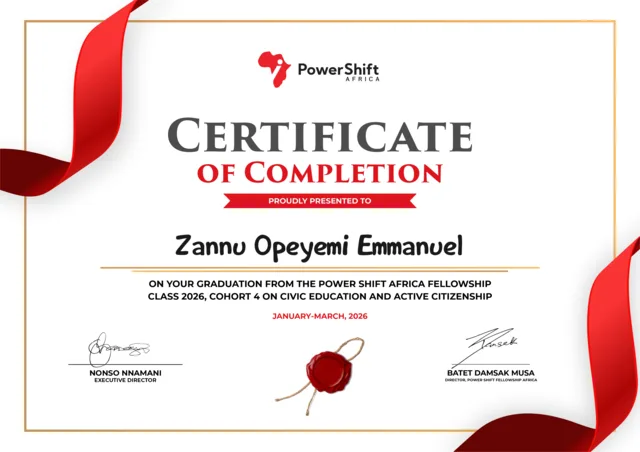 PowerShift
AFRICA
CERTIFICATE
OF COMPLETION
PROUDLY PRESENTED TO
Zannu Opeyemi Emmanuel
ON YOUR GRADUATION FROM THE POWER SHIFT AFRICA FELLOWSHIP
CLASS 2026, COHORT 4 ON CIVIC EDUCATION AND ACTIVE CITIZENSHIP
JANUARY-MARCH, 2026
NONSO NNAMANI
EXECUTIVE DIRECTOR
BATET DAMSAK MUSA
DIRECTOR, POWER SHIFT FELLOWSHIP AFRICA